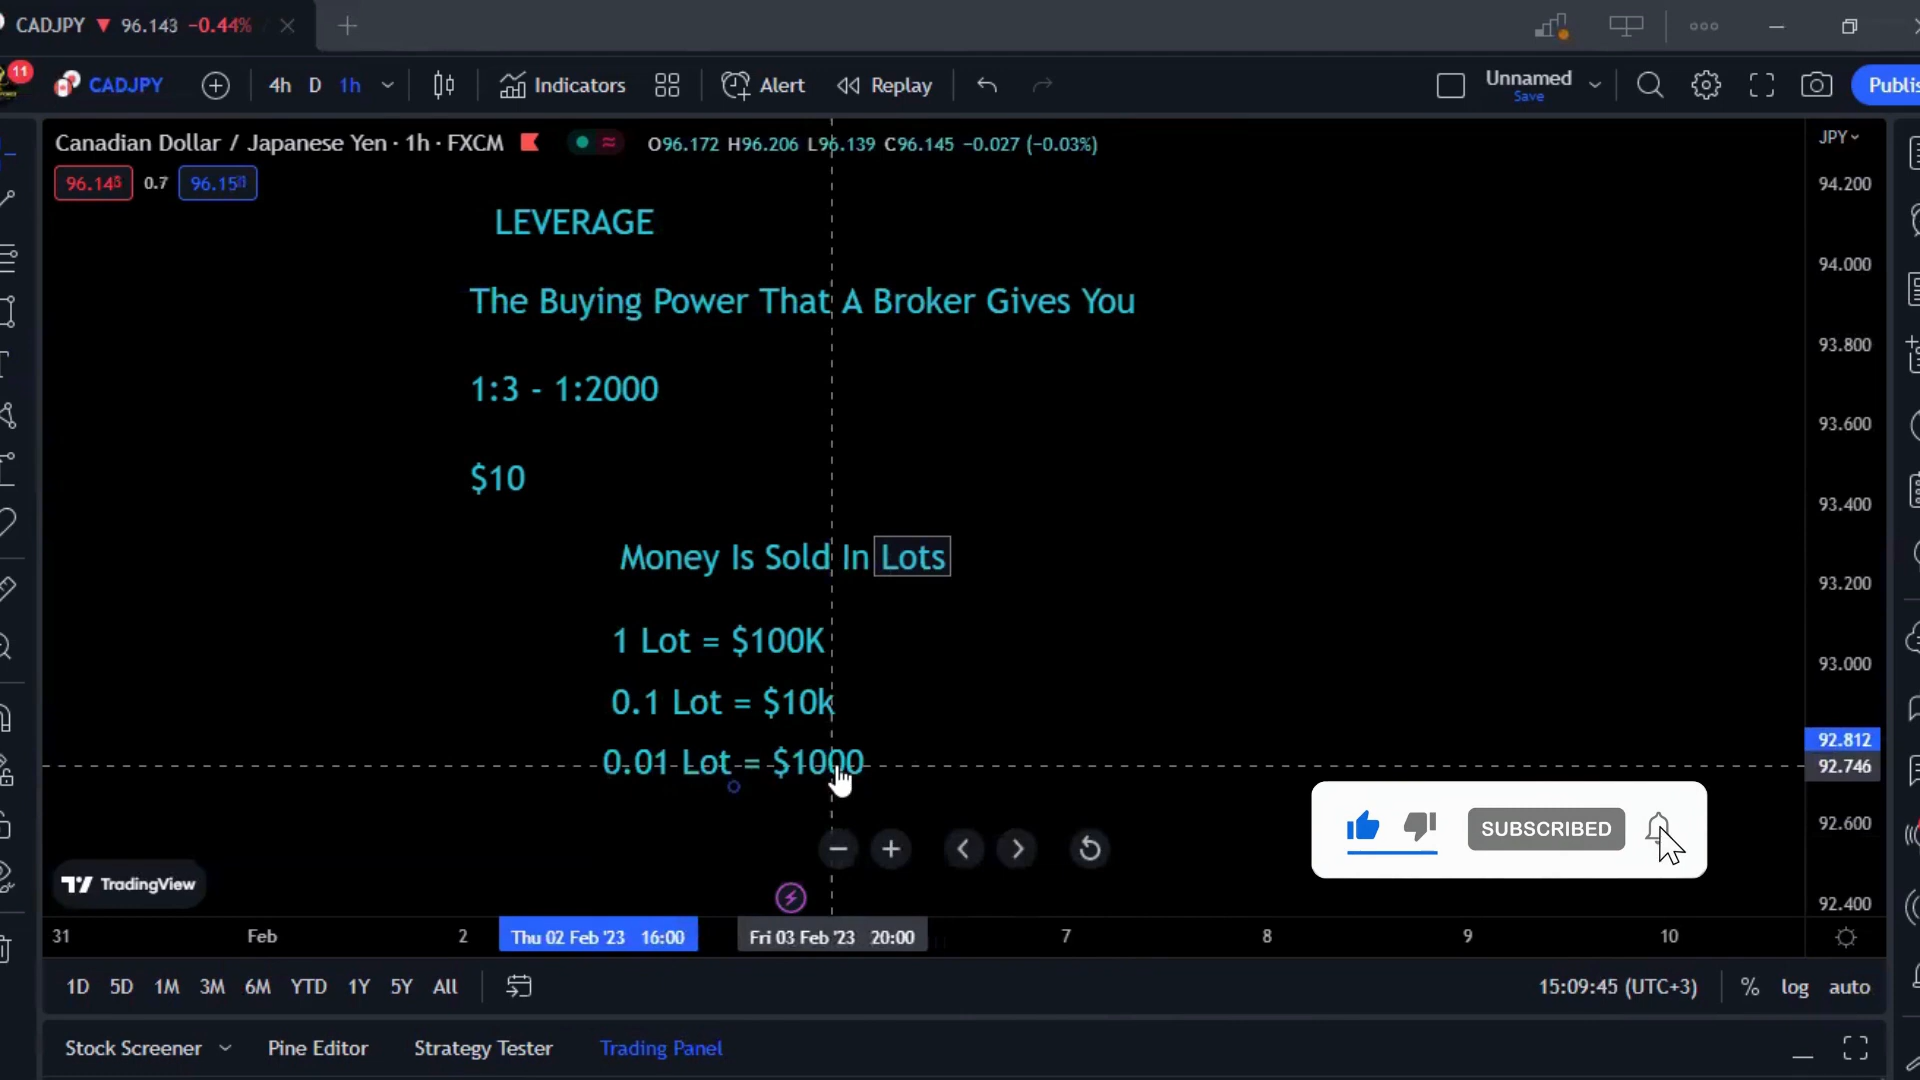 CADJPY ▼ 96.143 −0.44%
11
CADJPY 4h D 1h Indicators Alert Replay Unnamed Save
Canadian Dollar / Japanese Yen · 1h · FXCM O96.172 H96.206 L96.139 C96.145 −0.027 (−0.03%) JPY
0.7
94.200
LEVERAGE
94.000
The Buying Power That A Broker Gives You
93.800
1:3 - 1:2000
93.600
$10
93.400
Money Is Sold In Lots
93.200
1 Lot = $100K
93.000
0.1 Lot = $10k
92.812
0.01 Lot = $1000
92.746
SUBSCRIBED
92.600
TradingView
92.400
31 Feb 2 Thu 02 Feb '23 16:00 Fri 03 Feb '23 20:00 7 8 9 10
1D 5D 1M 3M 6M YTD 1Y 5Y All 15:09:45 (UTC+3) % log auto
Stock Screener Pine Editor Strategy Tester Trading Panel